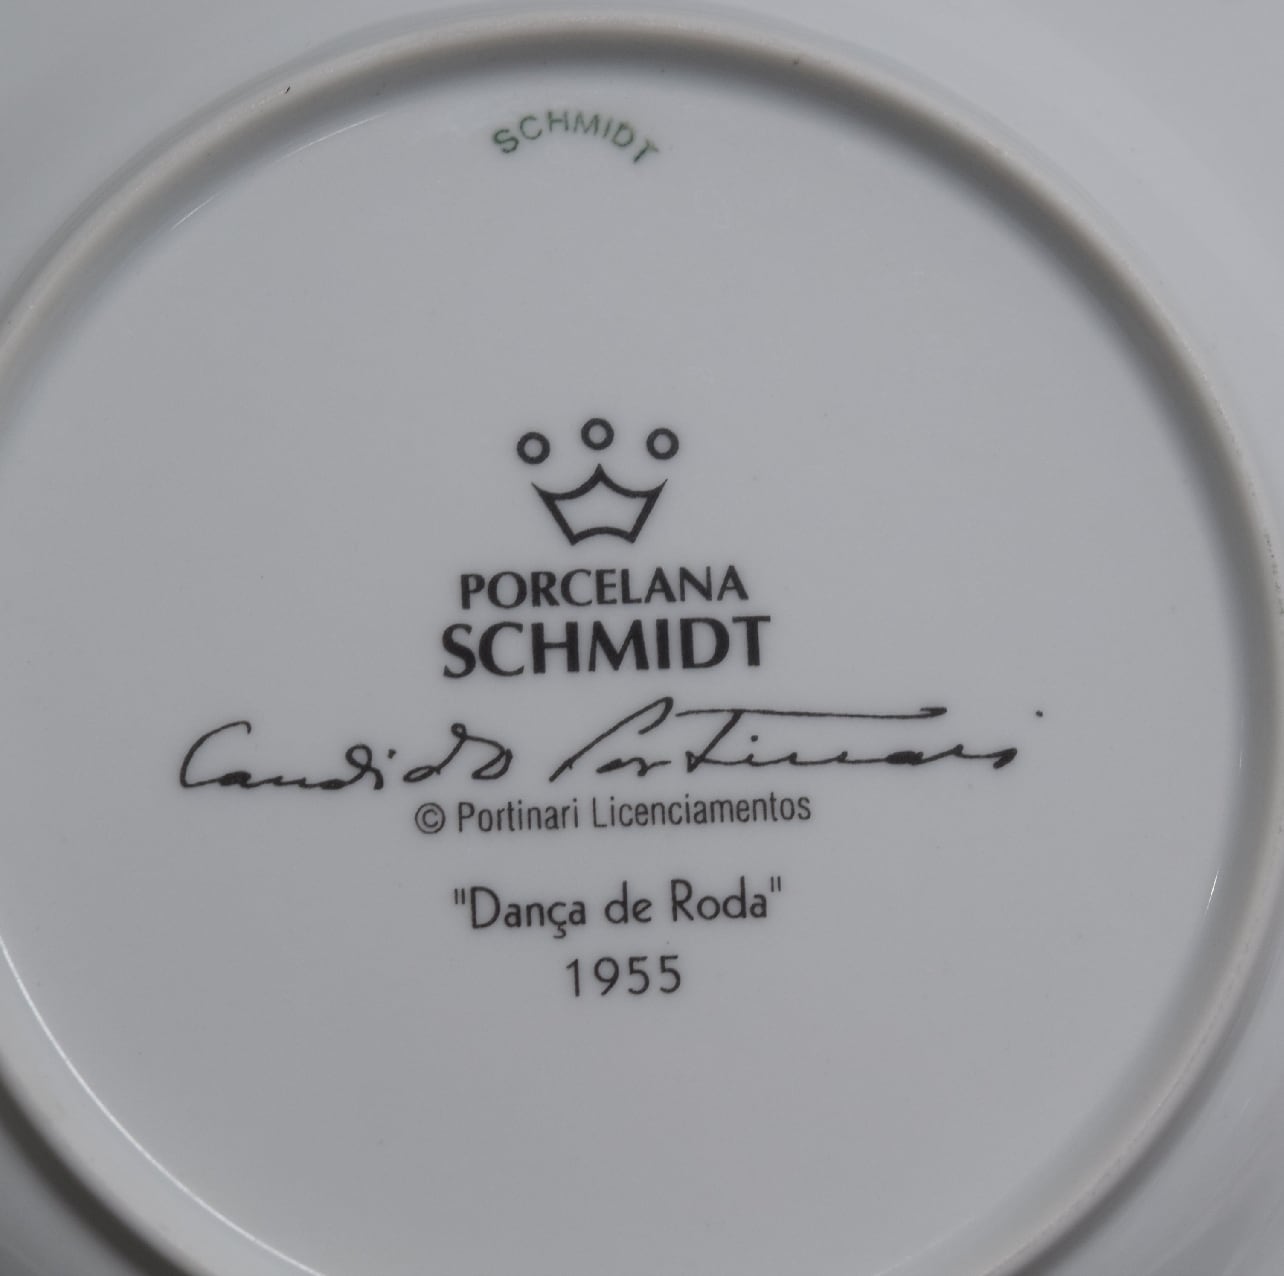 SCHMIDT
PORCELANA
SCHMIDT
Candido Portinari
© Portinari Licenciamentos
"Dança de Roda"
1955